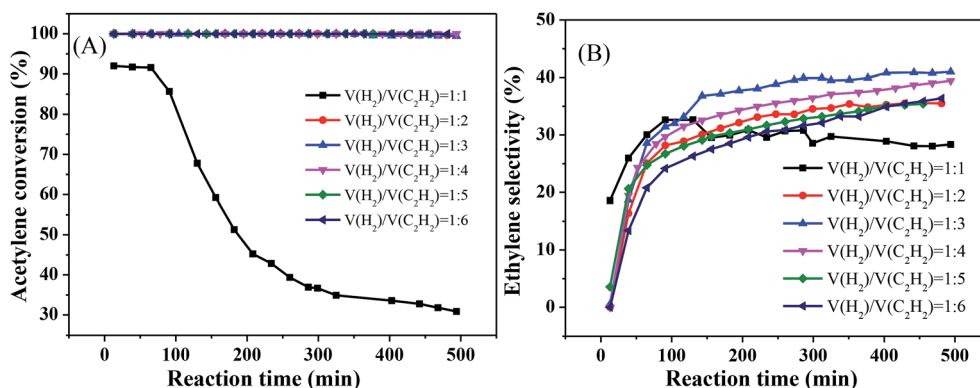 (A)
Acetylene conversion (%)
100
90
80
70
60
50
40
30
V(H₂)/V(C₂H₂)=1:1
V(H₂)/V(C₂H₂)=1:2
V(H₂)/V(C₂H₂)=1:3
V(H₂)/V(C₂H₂)=1:4
V(H₂)/V(C₂H₂)=1:5
V(H₂)/V(C₂H₂)=1:6
0 100 200 300 400 500
Reaction time (min)
(B)
Ethylene selectivity (%)
50
40
30
20
10
0
V(H₂)/V(C₂H₂)=1:1
V(H₂)/V(C₂H₂)=1:2
V(H₂)/V(C₂H₂)=1:3
V(H₂)/V(C₂H₂)=1:4
V(H₂)/V(C₂H₂)=1:5
V(H₂)/V(C₂H₂)=1:6
0 100 200 300 400 500
Reaction time (min)